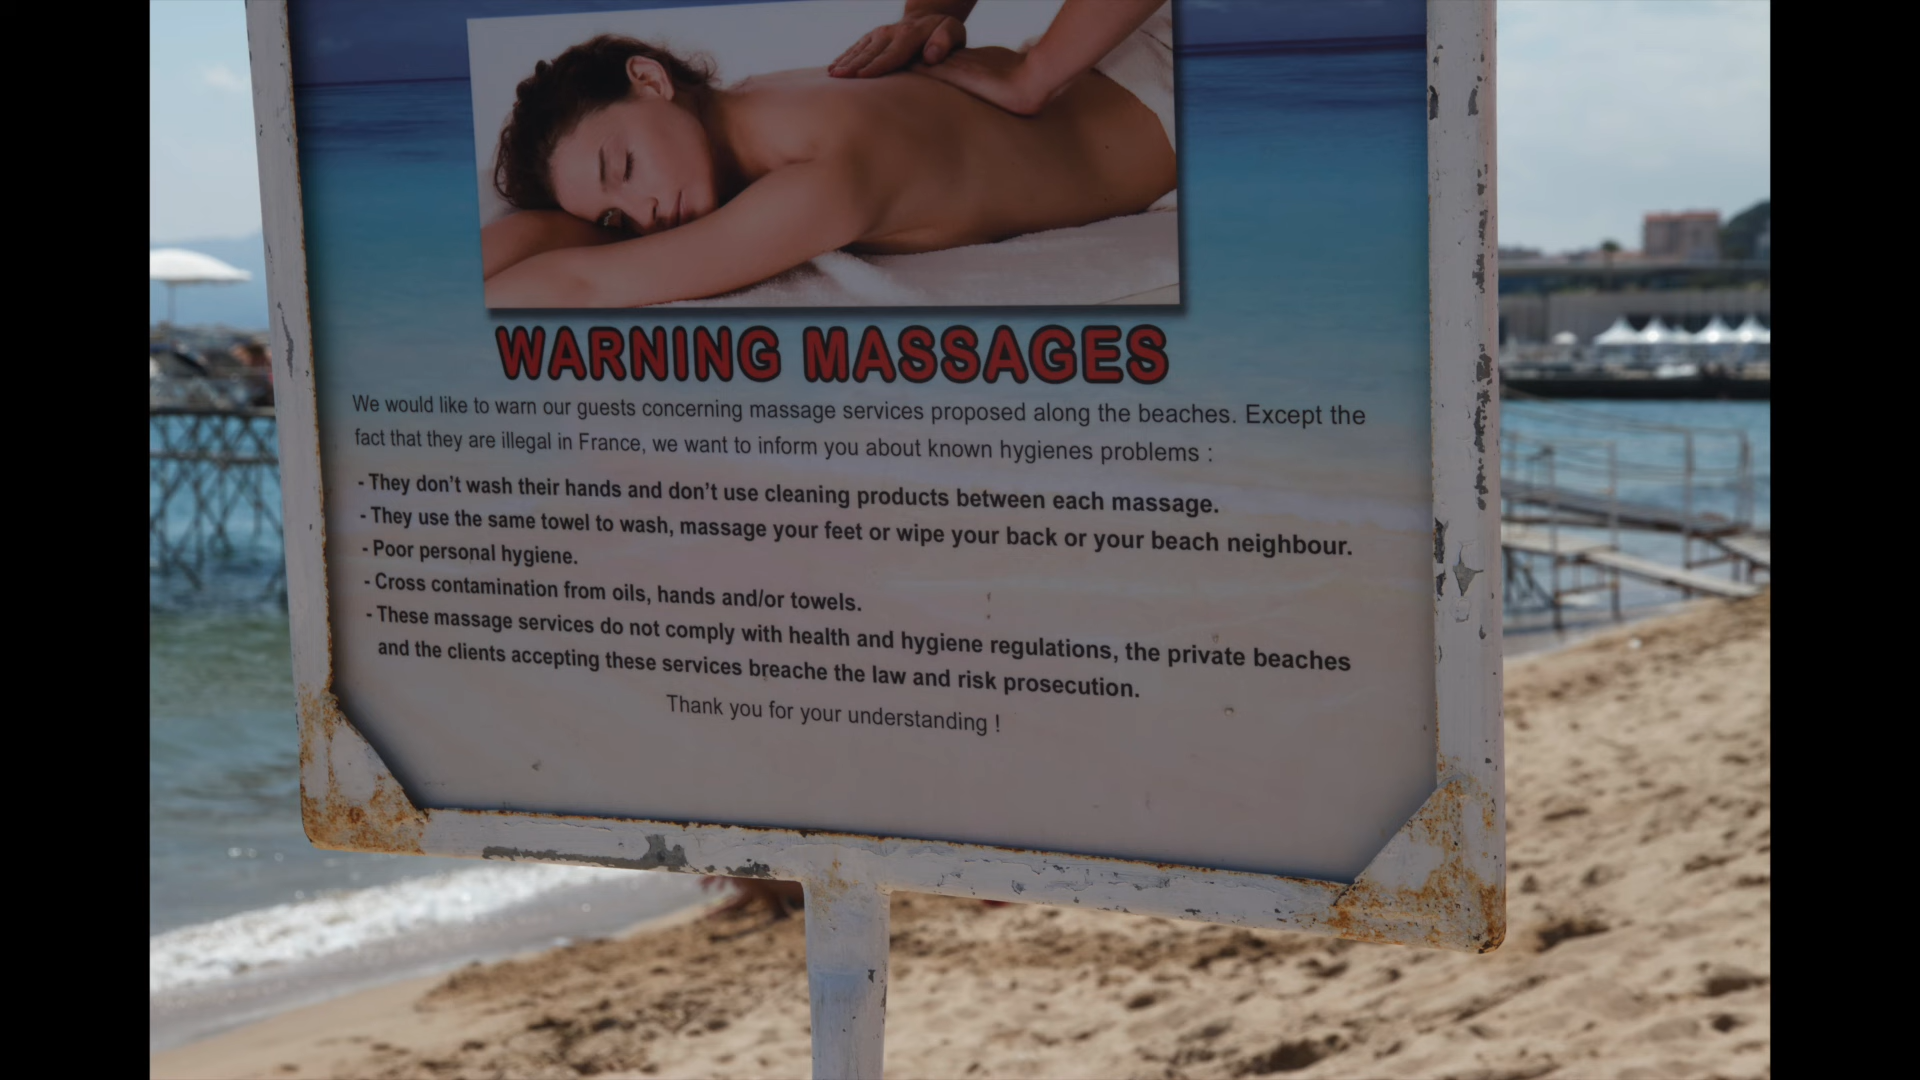 WARNING MASSAGES
We would like to warn our guests concerning massage services proposed along the beaches. Except the
fact that they are illegal in France, we want to inform you about known hygienes problems :
- They don't wash their hands and don't use cleaning products between each massage.
- They use the same towel to wash, massage your feet or wipe your back or your beach neighbour.
- Poor personal hygiene.
- Cross contamination from oils, hands and/or towels.
- These massage services do not comply with health and hygiene regulations, the private beaches
and the clients accepting these services breache the law and risk prosecution.
Thank you for your understanding !